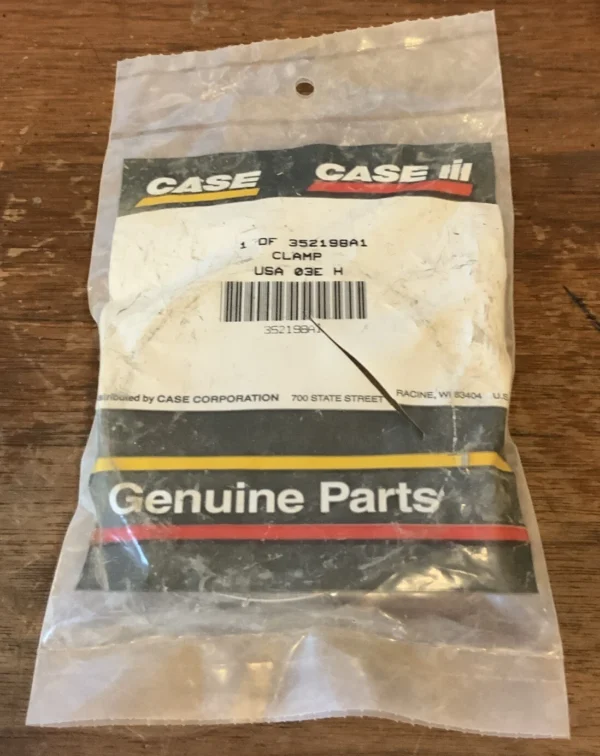 CASE CASE IH
1 OF 352198A1
CLAMP
USA 03E H
352198A1
stributed by CASE CORPORATION 700 STATE STREET RACINE, WI 53404 U.S.
Genuine Parts